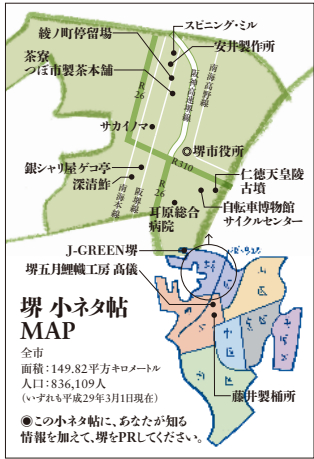 スピニング・ミル
綾ノ町停留場
安井製作所
茶寮
つぼ市製茶本舗
南海高野線
阪神高速堺線
R26
サカイノマ
◎堺市役所
R310
銀シャリ屋ゲコ亭
深清鮓
南海本線
阪堺線
R26
耳原総合
病院
仁徳天皇陵
古墳
自転車博物館
サイクルセンター
J-GREEN堺
堺五月鯉幟工房 高儀
堺 小ネタ帖
MAP
全市
面積：149.82平方キロメートル
人口：836,109人
（いずれも平成29年3月1日現在）
藤井製桶所
◉この小ネタ帖に、あなたが知る
情報を加えて、堺をPRしてください。